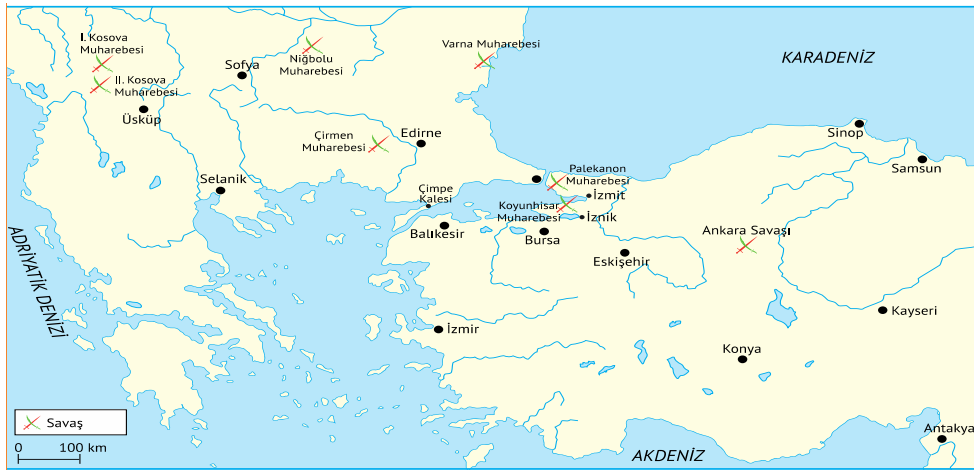 I. Kosova
Muharebesi
II. Kosova
Muharebesi
Üsküp
Sofya
Niğbolu
Muharebesi
Varna Muharebesi
KARADENİZ
Çirmen
Muharebesi
Edirne
Sinop
Samsun
Selanik
Çimpe
Kalesi
Palekanon
Muharebesi
İzmit
Koyunhisar
Muharebesi
İznik
Balıkesir
Bursa
Eskişehir
Ankara Savaşı
ADRİYATİK DENİZİ
İzmir
Kayseri
Konya
Antakya
AKDENİZ
Savaş
0 100 km